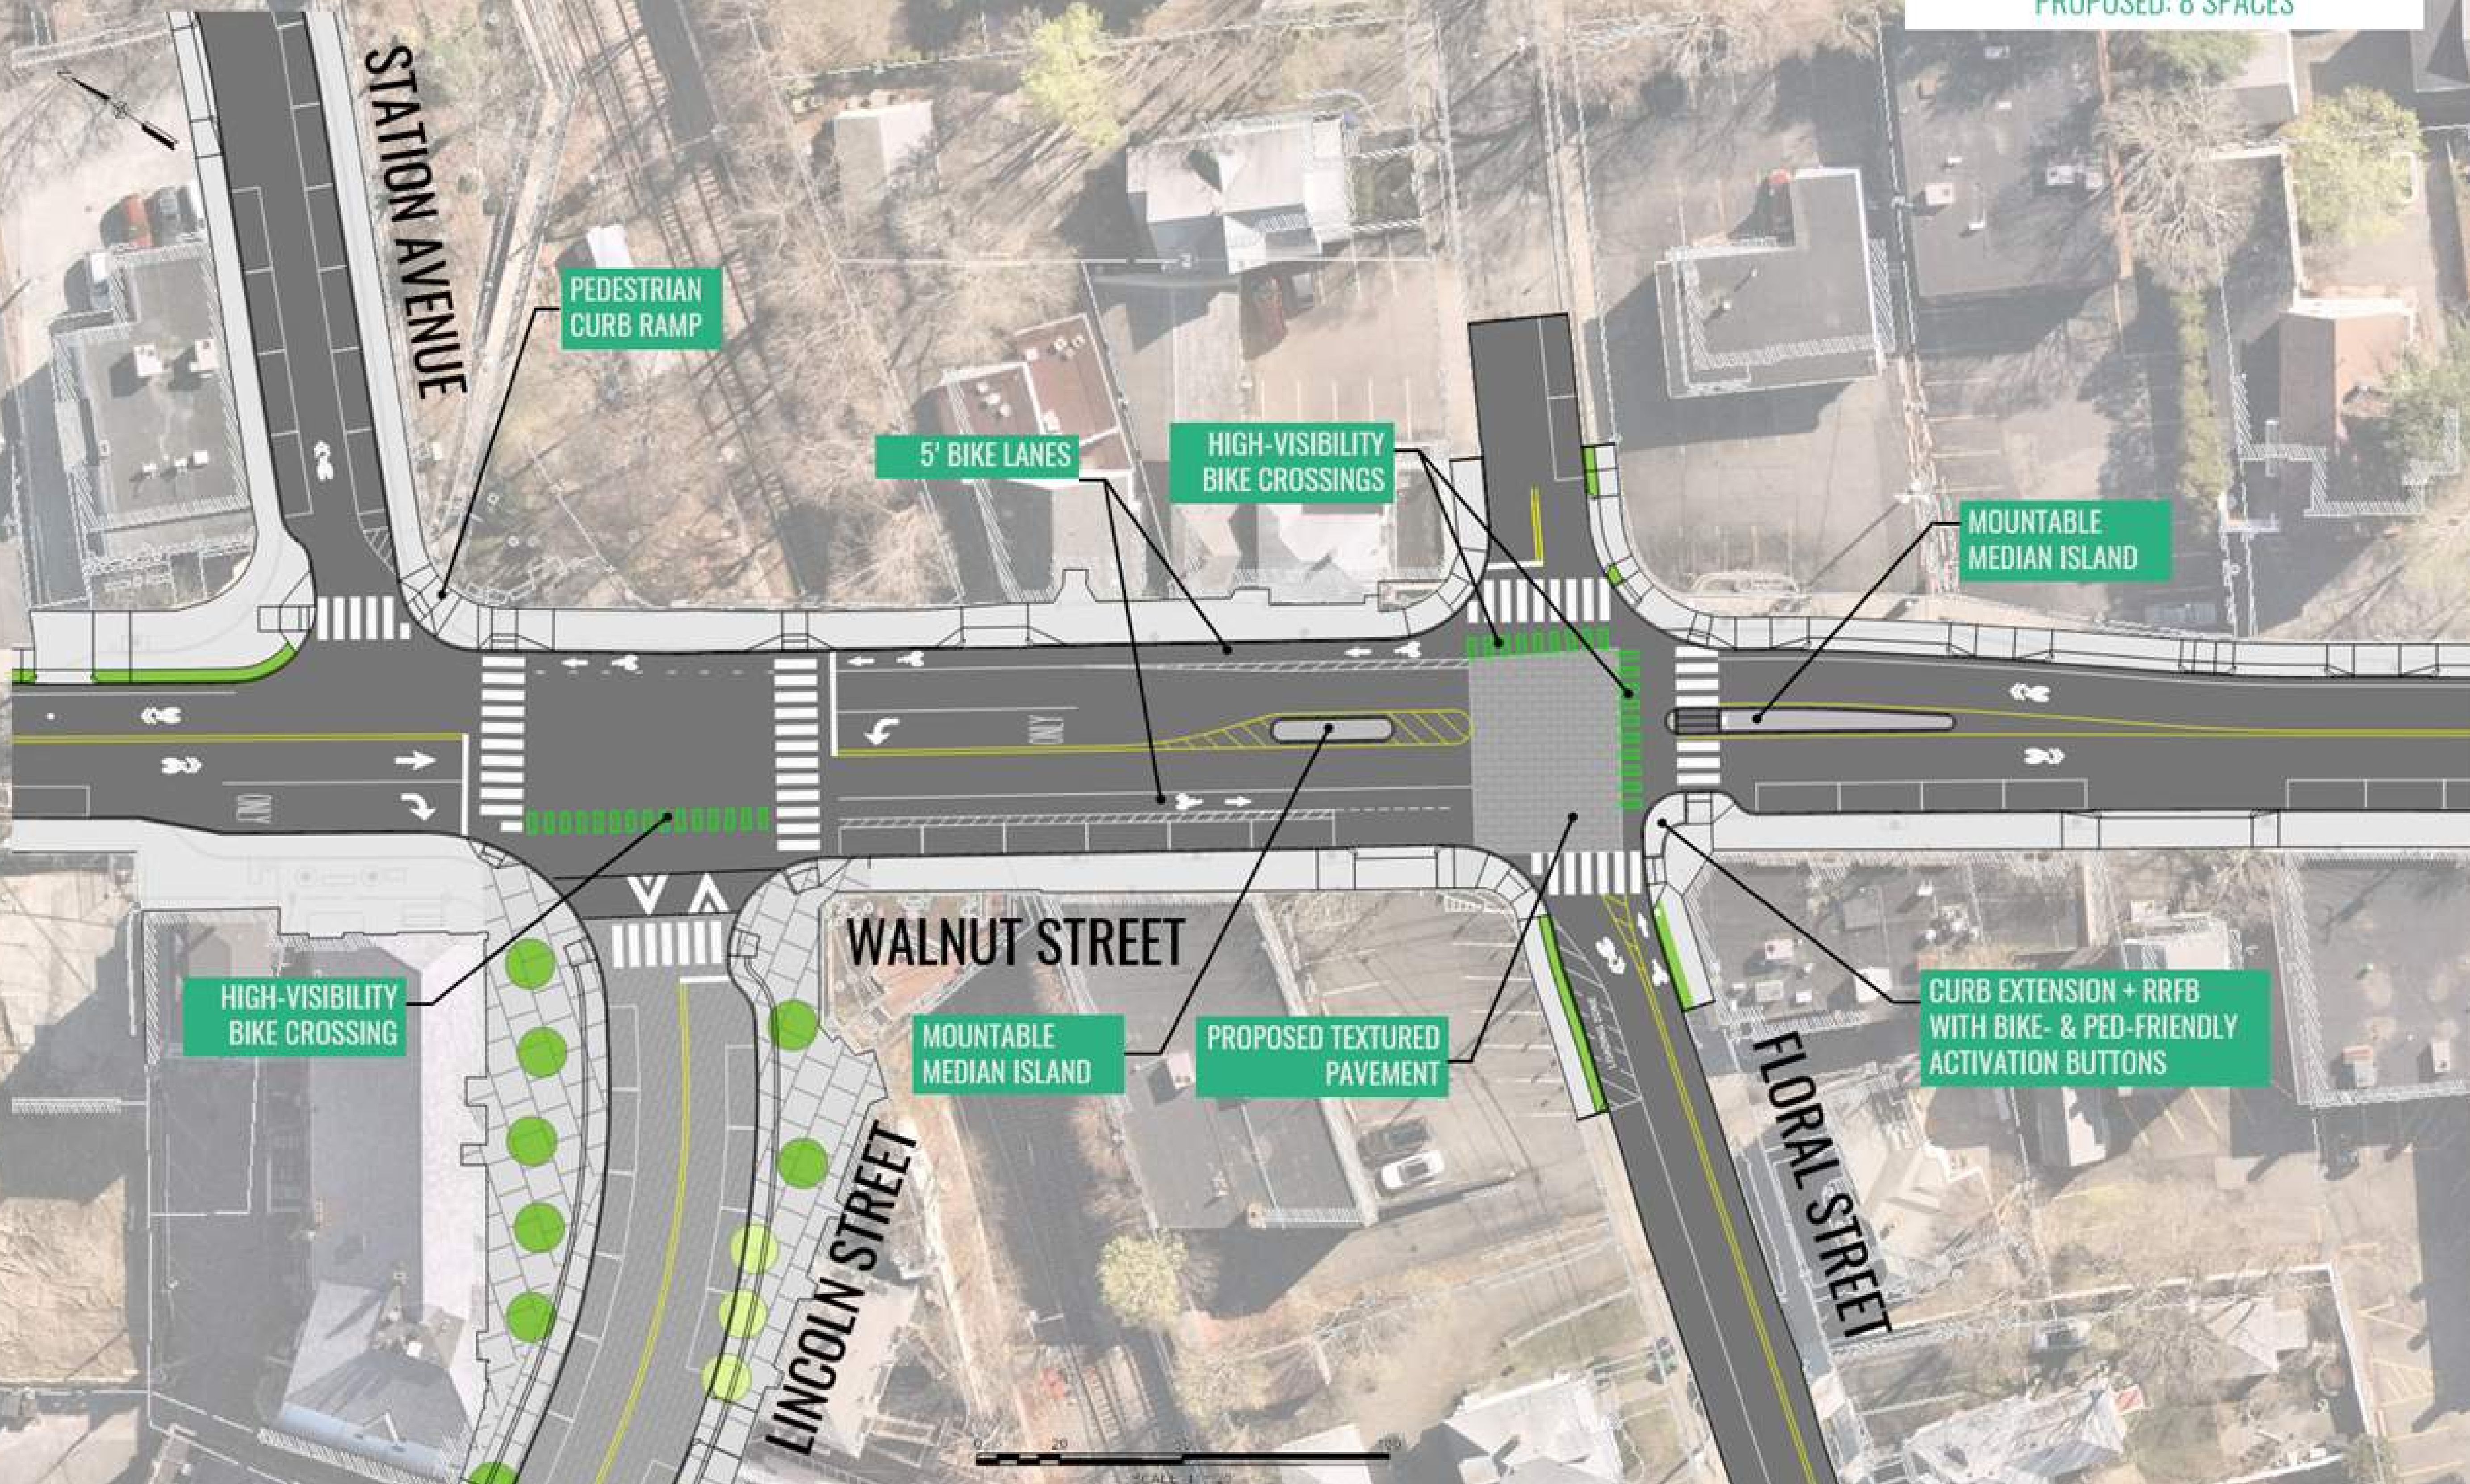 PROPOSED: 8 SPACES
STATION AVENUE
PEDESTRIAN
CURB RAMP
5' BIKE LANES
HIGH-VISIBILITY
BIKE CROSSINGS
MOUNTABLE
MEDIAN ISLAND
ONLY
ONLY
WALNUT STREET
HIGH-VISIBILITY
BIKE CROSSING
MOUNTABLE
MEDIAN ISLAND
PROPOSED TEXTURED
PAVEMENT
CURB EXTENSION + RRFB
WITH BIKE- & PED-FRIENDLY
ACTIVATION BUTTONS
FLORAL STREET
LINCOLN STREET
0 20